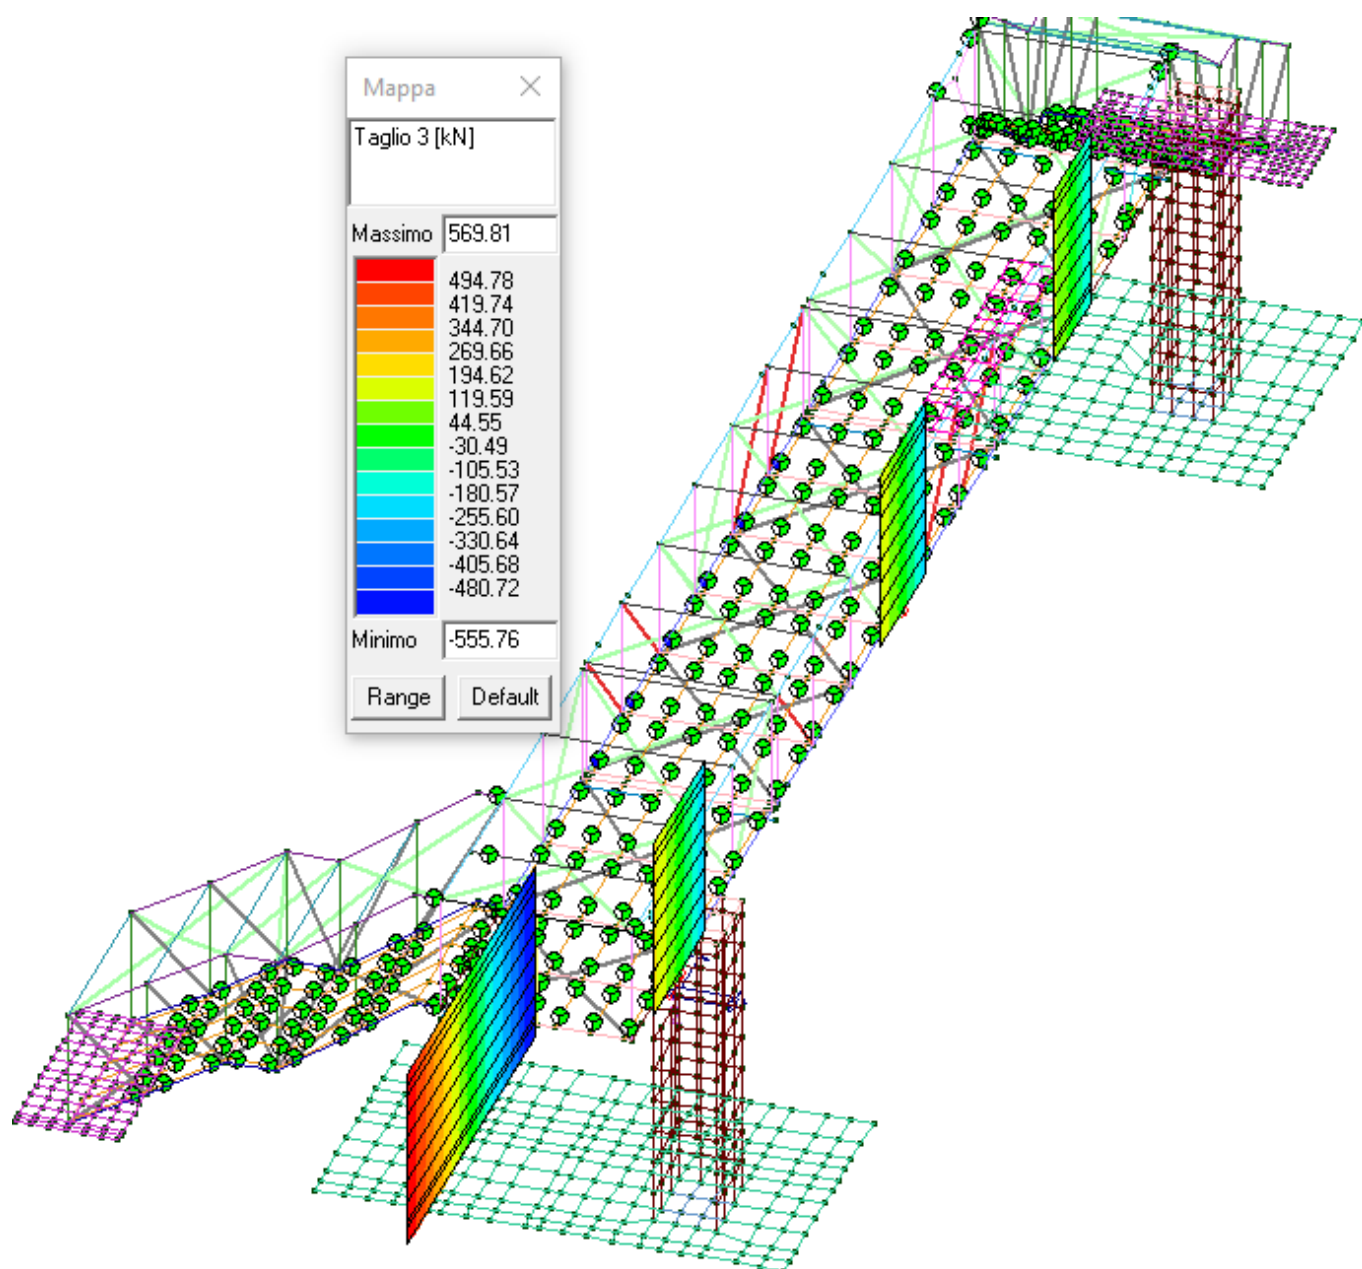 Mappa
Taglio 3 [kN]
Massimo 569.81
494.78
419.74
344.70
269.66
194.62
119.59
44.55
-30.49
-105.53
-180.57
-255.60
-330.64
-405.68
-480.72
Minimo -555.76
Range Default